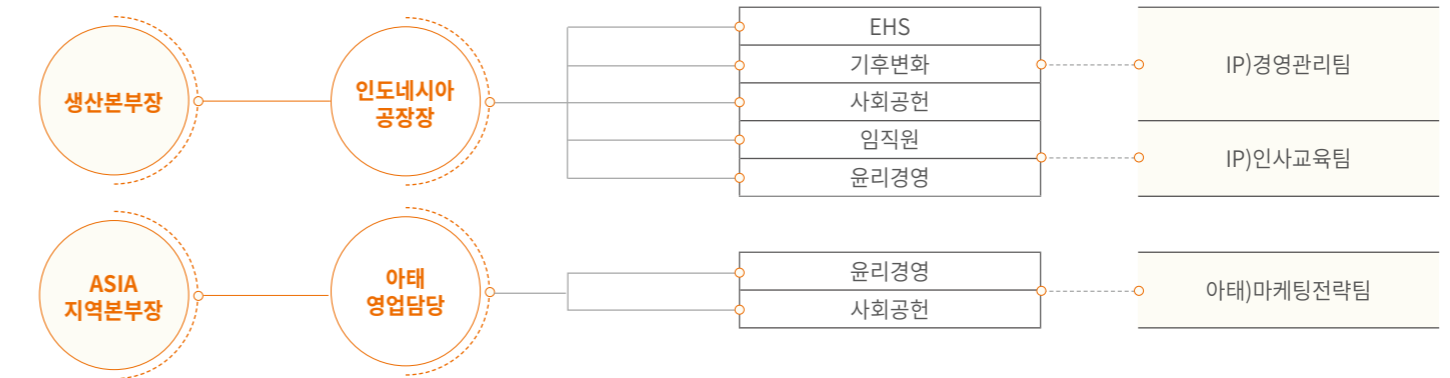 생산본부장
인도네시아
공장장
EHS
기후변화
사회공헌
임직원
윤리경영
IP)경영관리팀
IP)인사교육팀
ASIA
지역본부장
아태
영업담당
윤리경영
사회공헌
아태)마케팅전략팀